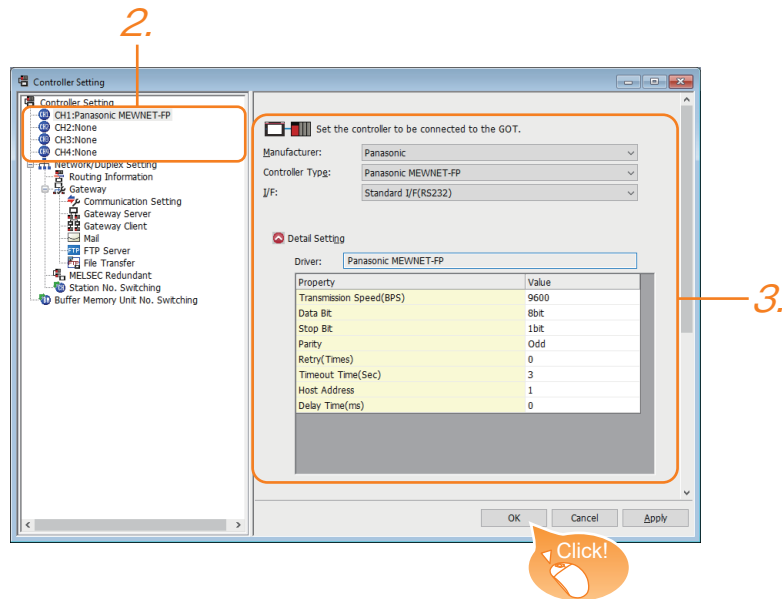 2.
Controller Setting
Controller Setting
CH1:Panasonic MEWNET-FP
CH2:None
CH3:None
CH4:None
Network/Duplex Setting
Routing Information
Gateway
Communication Setting
Gateway Server
Gateway Client
Mail
FTP Server
File Transfer
MELSEC Redundant
Station No. Switching
Buffer Memory Unit No. Switching
Set the controller to be connected to the GOT.
Manufacturer: Panasonic
Controller Type: Panasonic MEWNET-FP
I/F: Standard I/F(RS232)
Detail Setting
Driver: Panasonic MEWNET-FP
Property Value
Transmission Speed(BPS) 9600
Data Bit 8bit
Stop Bit 1bit
Parity Odd
Retry(Times) 0
Timeout Time(Sec) 3
Host Address 1
Delay Time(ms) 0
3.
OK Cancel Apply
Click!